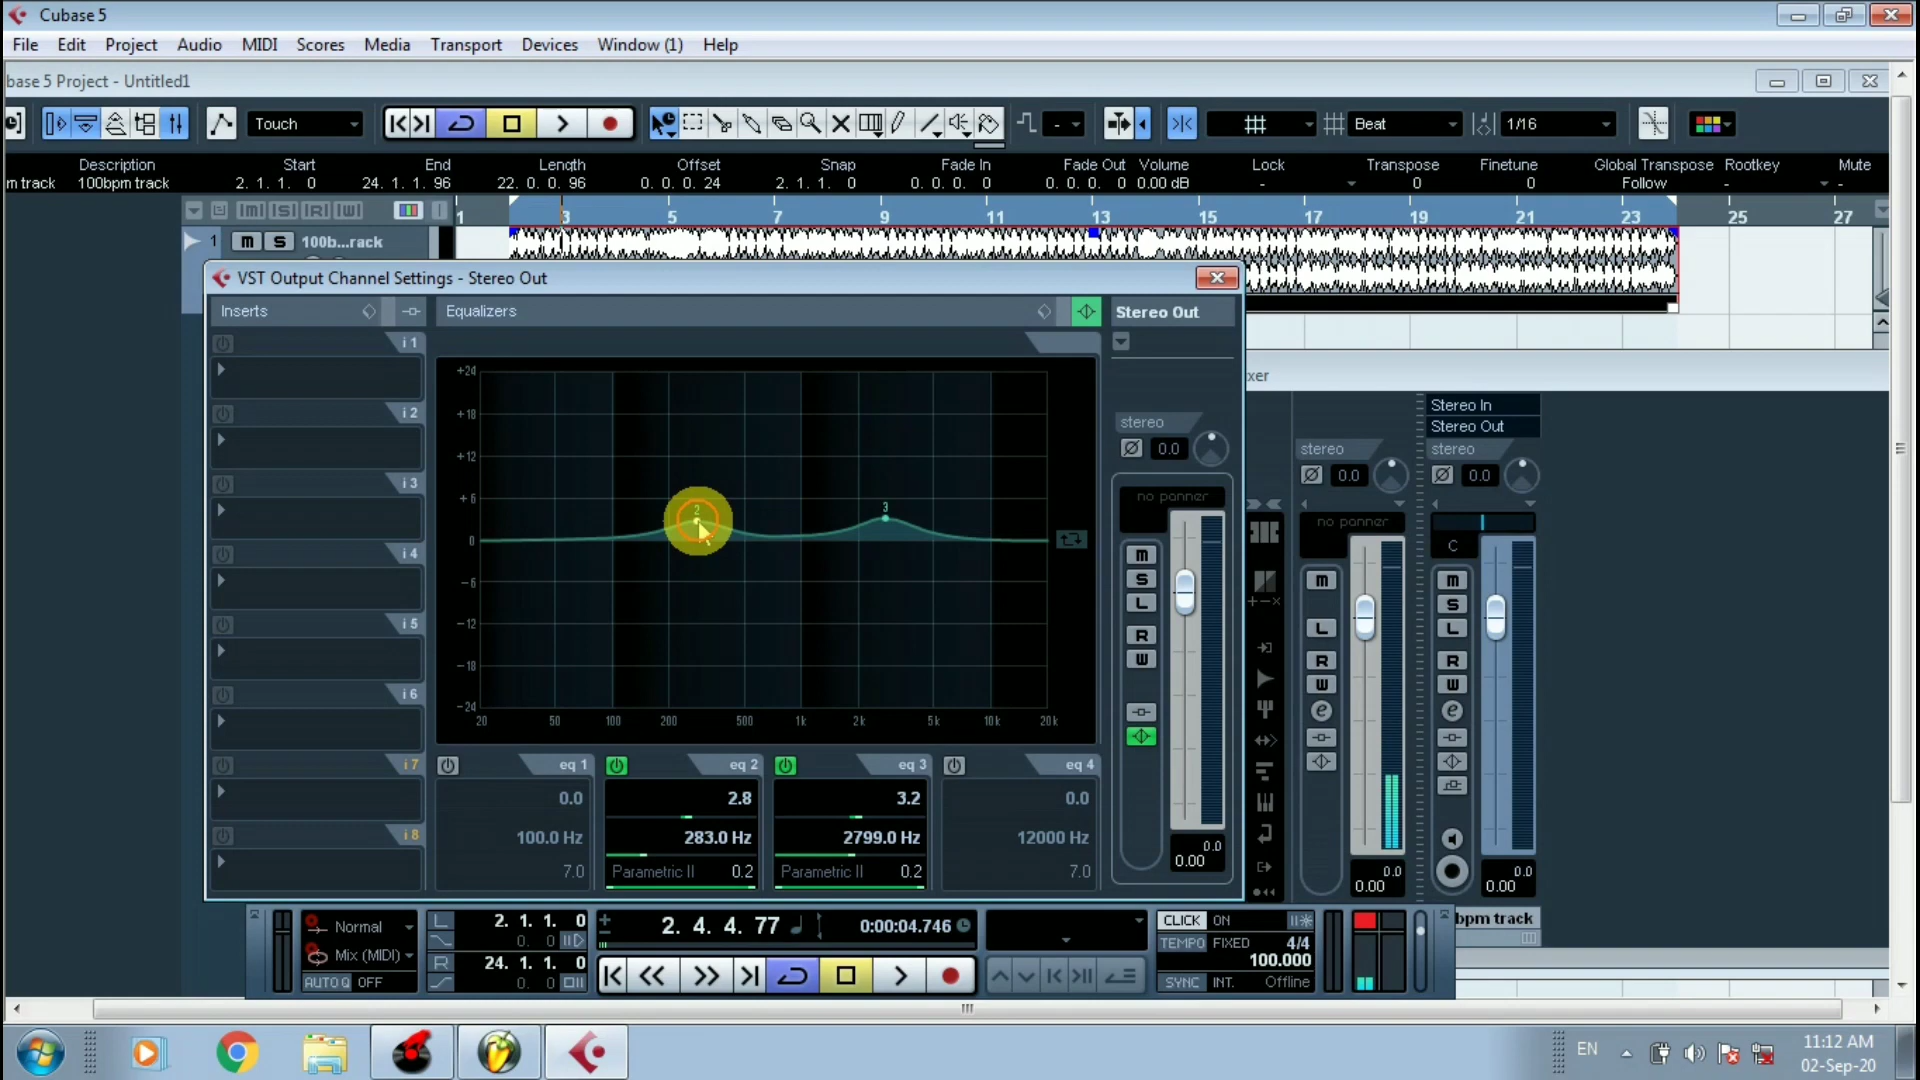 Cubase 5
File Edit Project Audio MIDI Scores Media Transport Devices Window (1) Help
base 5 Project - Untitled1
Touch - Beat 1/16
Description Start End Length Offset Snap Fade In Fade Out Volume Lock Transpose Finetune Global Transpose Rootkey Mute
m track 100bpm track 2. 1. 1. 0 24. 1. 1. 96 22. 0. 0. 96 0. 0. 0. 24 2. 1. 1. 0 0. 0. 0. 0 0. 0. 0. 0 0.00 dB - 0 0 Follow - -
M S R W 1 3 5 7 9 11 13 15 17 19 21 23 25 27
1 m S 100b...rack
VST Output Channel Settings - Stereo Out
Inserts Equalizers Stereo Out
xer
i 1
i 2
i 3
i 4
i 5
i 6
i 7
i 8
+24
+18
+12
+6
0
-6
-12
-18
-24
20 50 100 200 500 1k 2k 5k 10k 20k
2
3
eq 1 eq 2 eq 3 eq 4
0.0 2.8 3.2 0.0
100.0 Hz 283.0 Hz 2799.0 Hz 12000 Hz
7.0 Parametric II 0.2 Parametric II 0.2 7.0
stereo
0.0
no panner
m
S
L
R
W
0.0
0.00
stereo
0.0
no panner
m
L
R
W
e
0.0
0.00
Stereo In
Stereo Out
stereo
0.0
C
m
S
L
R
W
e
0.0
0.00
bpm track
Normal
Mix (MIDI)
AUTO Q OFF
L 2. 1. 1. 0
0. 0
R 24. 1. 1. 0
0. 0
2. 4. 4. 77 0:00:04.746
CLICK ON
TEMPO FIXED 4/4
100.000
SYNC INT. Offline
EN
11:12 AM
02-Sep-20